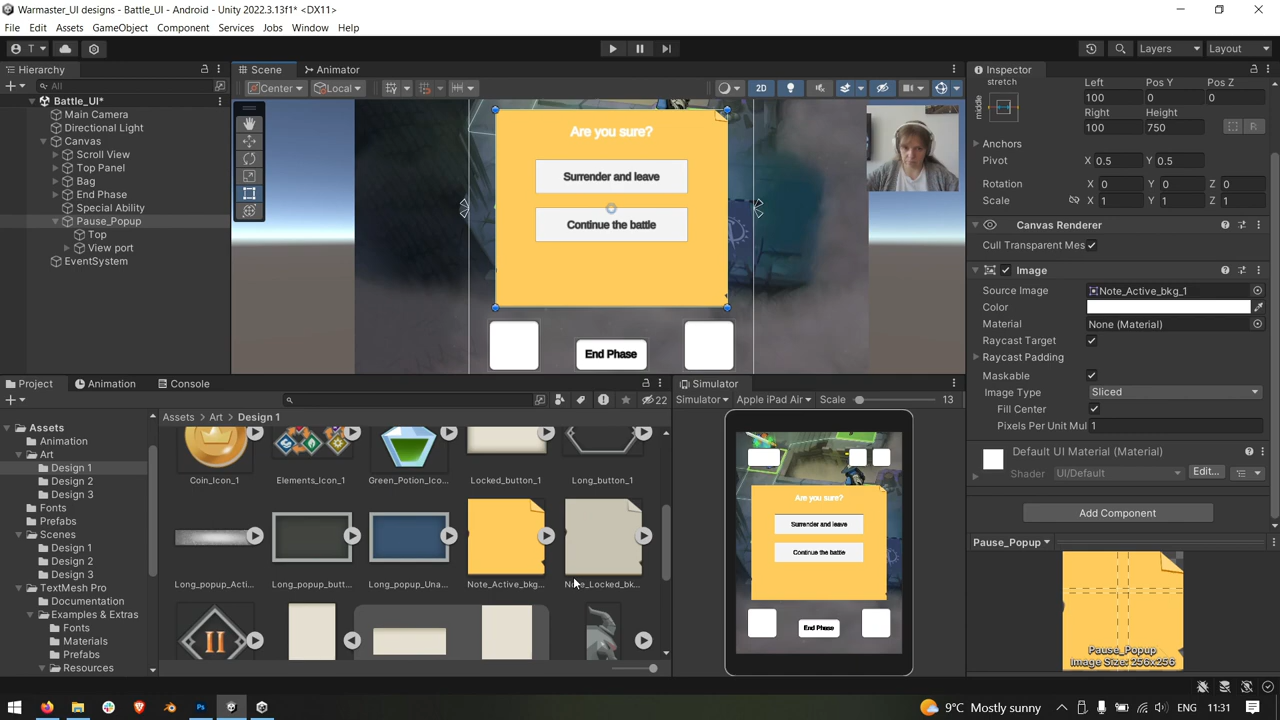 Warmaster_UI designs - Battle_UI - Android - Unity 2022.3.13f1* <DX11>
File Edit Assets GameObject Component Services Jobs Window Help
T Layers Layout
Hierarchy Scene Animator Inspector
All Center Local 2D
Battle_UI*
Main Camera
Directional Light
Canvas
Scroll View
Top Panel
Bag
End Phase
Special Ability
Pause_Popup
Top
View port
EventSystem
Are you sure?
Surrender and leave
Continue the battle
End Phase
stretch Left Pos Y Pos Z
middle 100 0 0
Right Height
100 750 R
Anchors
Pivot X 0.5 Y 0.5
Rotation X 0 Y 0 Z 0
Scale X 1 Y 1 Z 1
Canvas Renderer
Cull Transparent Mes
Image
Source Image Note_Active_bkg_1
Color
Material None (Material)
Raycast Target
Raycast Padding
Maskable
Image Type Sliced
Fill Center
Pixels Per Unit Mul 1
Default UI Material (Material)
Shader UI/Default Edit...
Add Component
Pause_Popup
Pause_Popup
Image Size: 256x256
Project Animation Console
22
Assets
Animation
Art
Design 1
Design 2
Design 3
Fonts
Prefabs
Scenes
Design 1
Design 2
Design 3
TextMesh Pro
Documentation
Examples & Extras
Fonts
Materials
Prefabs
Resources
Assets Art Design 1
Coin_Icon_1 Elements_Icon_1 Green_Potion_Ico... Locked_button_1 Long_button_1
Long_popup_Acti... Long_popup_butt... Long_popup_Una... Note_Active_bkg... Note_Locked_bk...
II
Simulator
Simulator Apple iPad Air Scale 13
Are you sure?
Surrender and leave
Continue the battle
End Phase
9°C Mostly sunny ENG 11:31